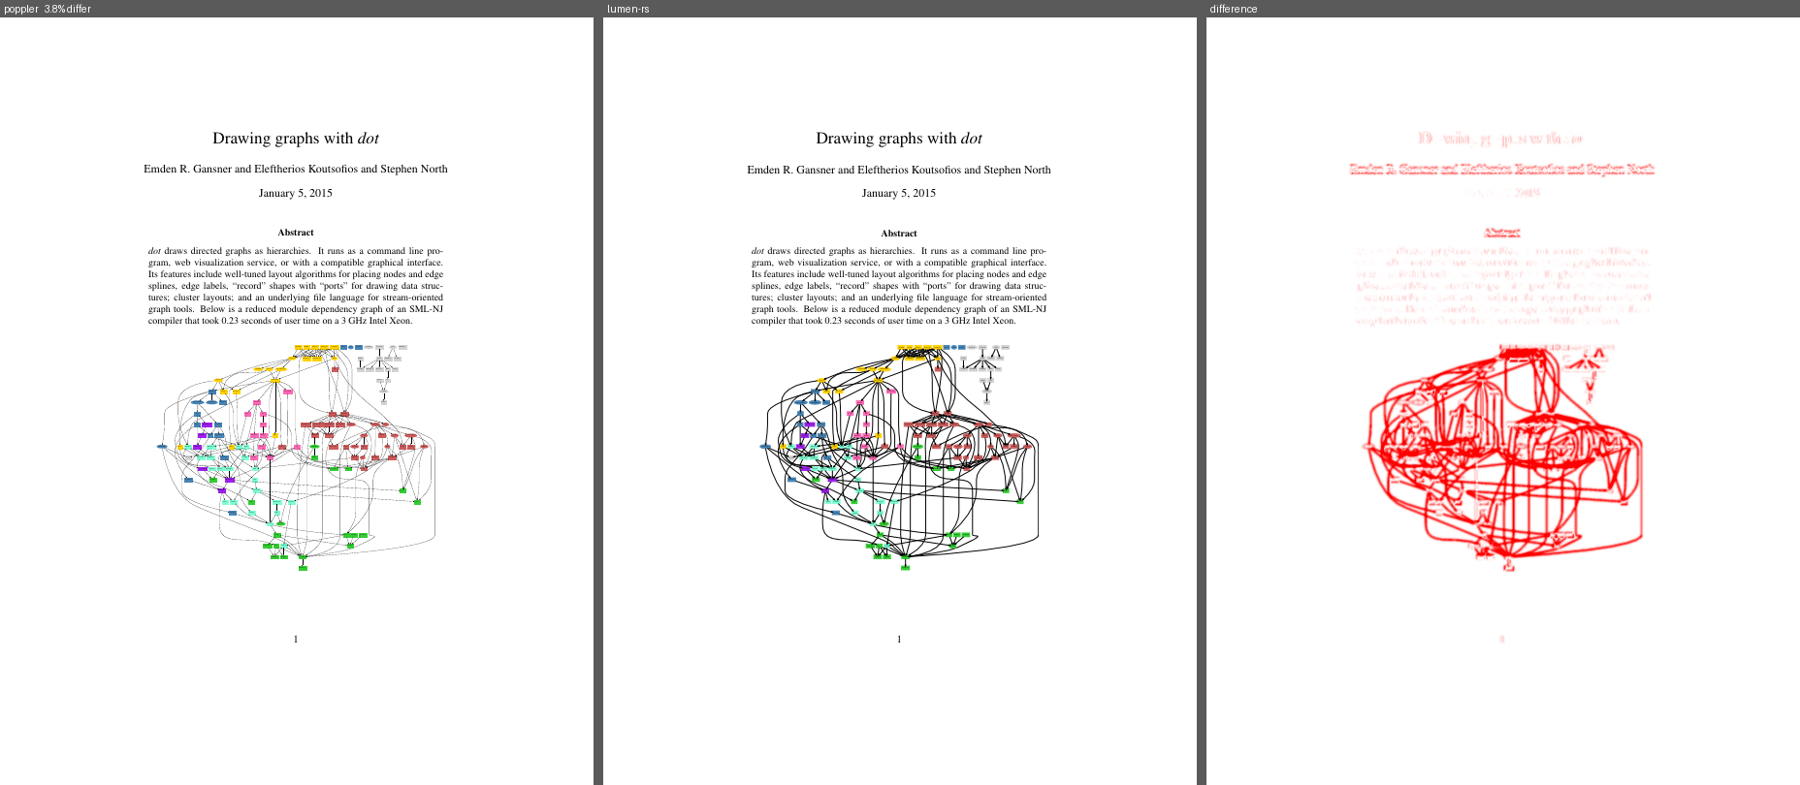 poppler 3.8% differ
lumen-rs
difference
Drawing graphs with dot
Emden R. Gansner and Eleftherios Koutsofios and Stephen North
January 5, 2015
Abstract
dot draws directed graphs as hierarchies. It runs as a command line pro-
gram, web visualization service, or with a compatible graphical interface.
Its features include well-tuned layout algorithms for placing nodes and edge
splines, edge labels, “record” shapes with “ports” for drawing data struc-
tures; cluster layouts; and an underlying file language for stream-oriented
graph tools. Below is a reduced module dependency graph of an SML-NJ
compiler that took 0.23 seconds of user time on a 3 GHz Intel Xeon.
1
Drawing graphs with dot
Emden R. Gansner and Eleftherios Koutsofios and Stephen North
January 5, 2015
Abstract
dot draws directed graphs as hierarchies. It runs as a command line pro-
gram, web visualization service, or with a compatible graphical interface.
Its features include well-tuned layout algorithms for placing nodes and edge
splines, edge labels, “record” shapes with “ports” for drawing data struc-
tures; cluster layouts; and an underlying file language for stream-oriented
graph tools. Below is a reduced module dependency graph of an SML-NJ
compiler that took 0.23 seconds of user time on a 3 GHz Intel Xeon.
1
Emden R. Gansner and Eleftherios Koutsofios and Stephen North
Abstract